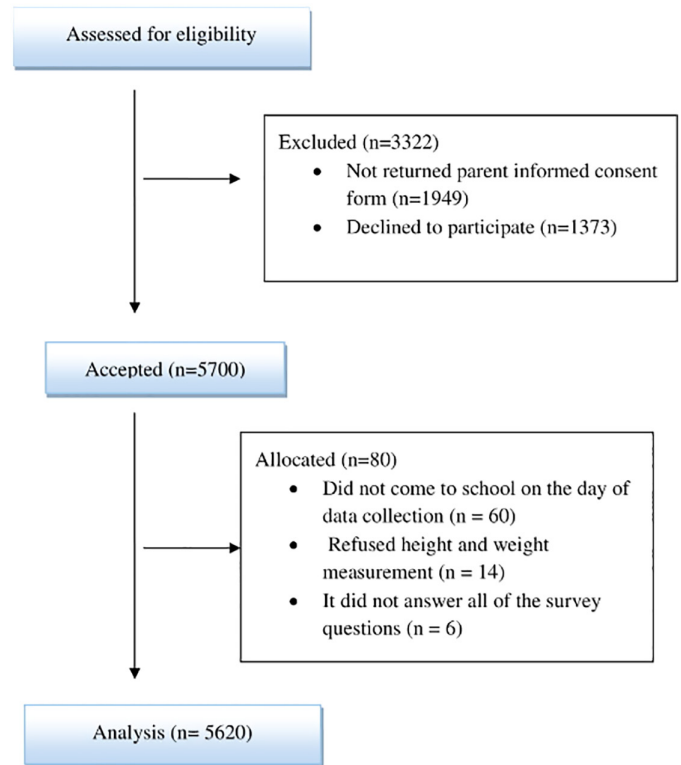 Assessed for eligibility
Excluded (n=3322)
• Not returned parent informed consent
form (n=1949)
• Declined to participate (n=1373)
Accepted (n=5700)
Allocated (n=80)
• Did not come to school on the day of
data collection (n = 60)
• Refused height and weight
measurement (n = 14)
• It did not answer all of the survey
questions (n = 6)
Analysis (n= 5620)